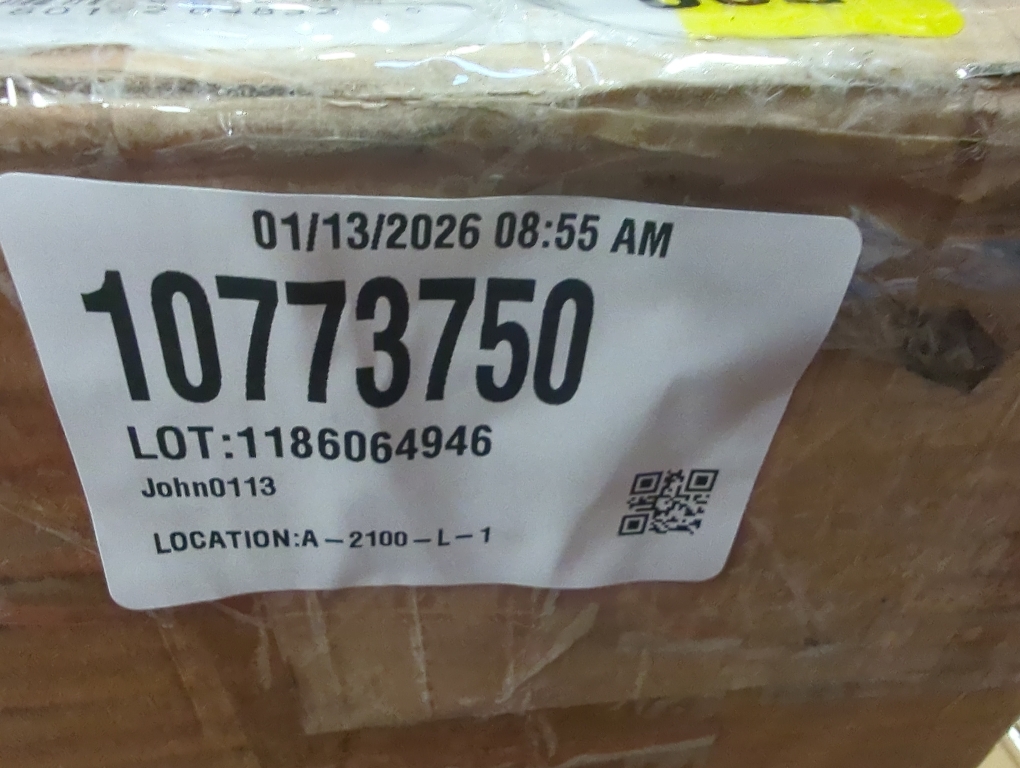 01/13/2026 08:55 AM
10773750
LOT:1186064946
John0113
LOCATION:A-2100-L-1